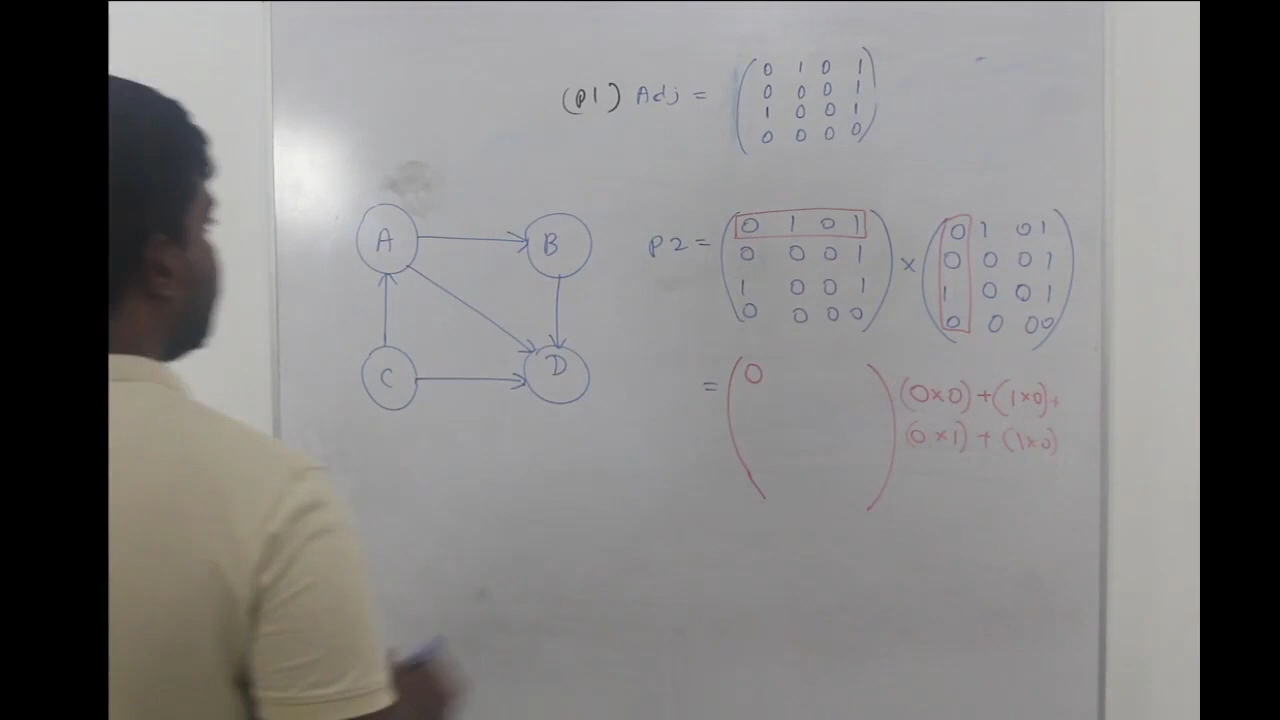 (P1) Adj = 0 1 0 1
0 0 0 1
1 0 0 1
0 0 0 0
A B
C D
P2 = 0 1 0 1 × 0 1 0 1
0 0 0 1 0 0 0 1
1 0 0 1 1 0 0 1
0 0 0 0 0 0 0 0
= ( 0 ) (0×0) + (1×0) +
(0×1) + (1×0)